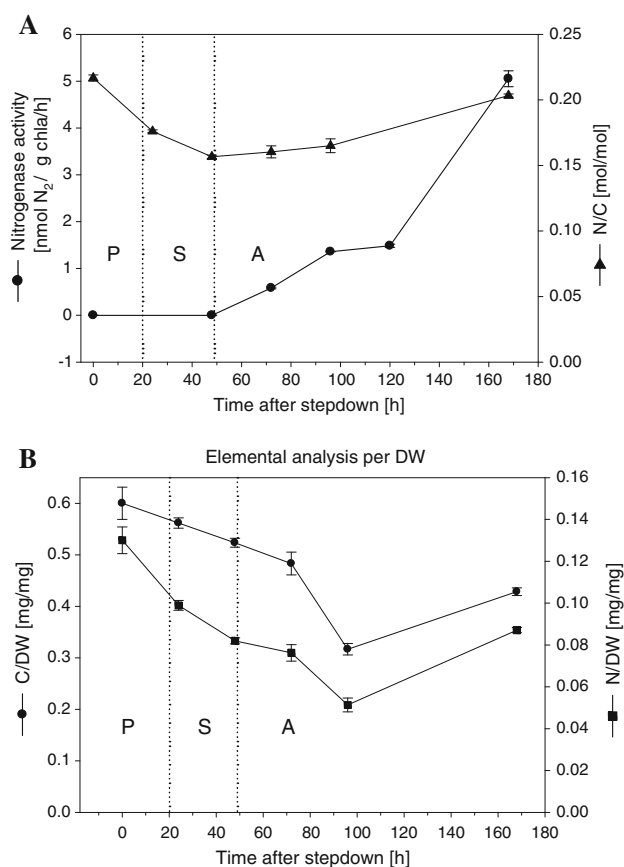 A
6
5
4
3
2
1
0
-1
0.25
0.20
0.15
0.10
0.05
0.00
Nitrogenase activity
[nmol N₂/ g chla/h]
N/C [mol/mol]
P S A
0 20 40 60 80 100 120 140 160 180
Time after stepdown [h]
B Elemental analysis per DW
0.6
0.5
0.4
0.3
0.2
0.1
0.0
0.16
0.14
0.12
0.10
0.08
0.06
0.04
0.02
0.00
C/DW [mg/mg]
N/DW [mg/mg]
P S A
0 20 40 60 80 100 120 140 160 180
Time after stepdown [h]